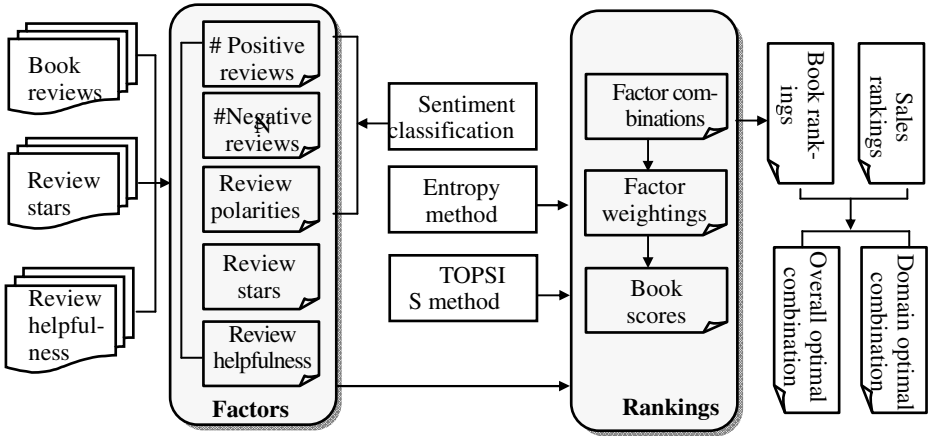 Book
reviews
Review
stars
Review
helpful-
ness
# Positive
reviews
#Negative
N
reviews
Review
polarities
Review
stars
Review
helpfulness
Factors
Sentiment
classification
Entropy
method
TOPSI
S method
Factor com-
binations
Factor
weightings
Book
scores
Rankings
Book rank-
ings
Sales
rankings
Overall optimal
combination
Domain optimal
combination